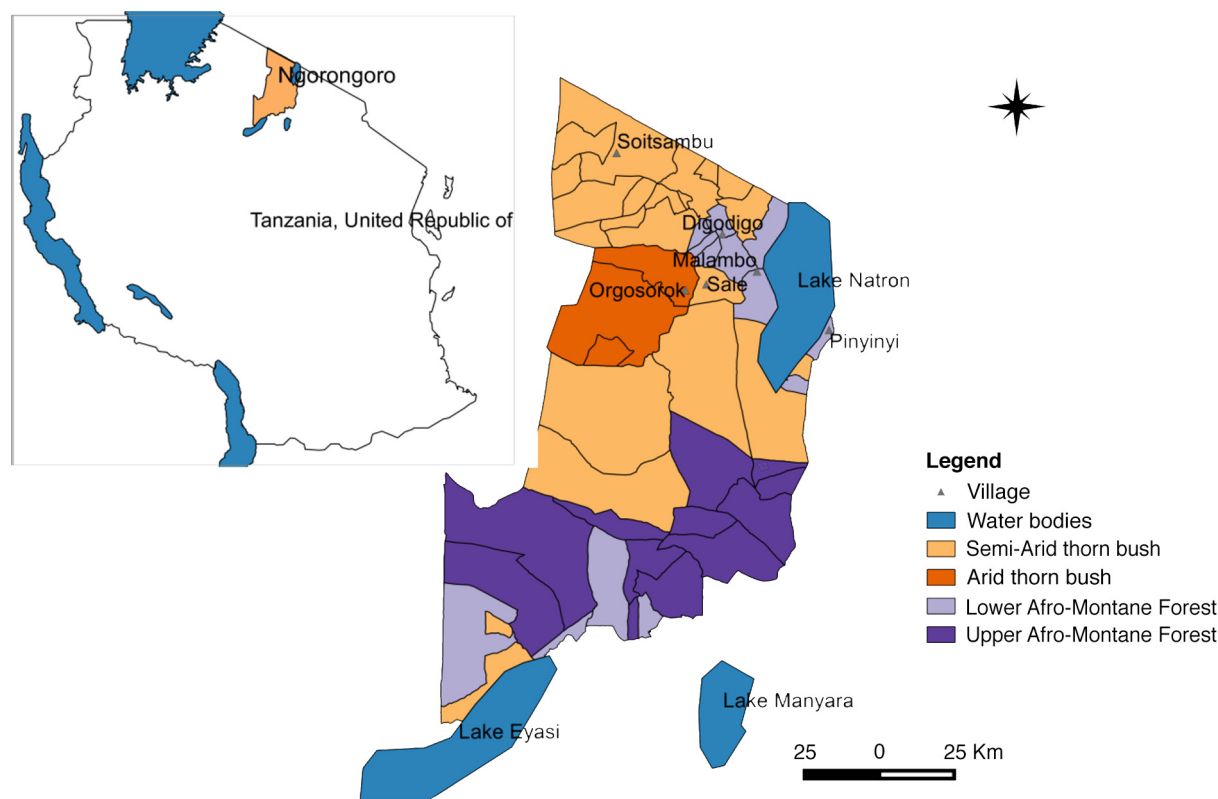 Ngorongoro
Tanzania, United Republic of
Soitsambu
Digodigo
Malambo
Sale
Orgosorok
Lake Natron
Pinyinyi
Lake Eyasi
Lake Manyara
Legend
Village
Water bodies
Semi-Arid thorn bush
Arid thorn bush
Lower Afro-Montane Forest
Upper Afro-Montane Forest
25 0 25 Km